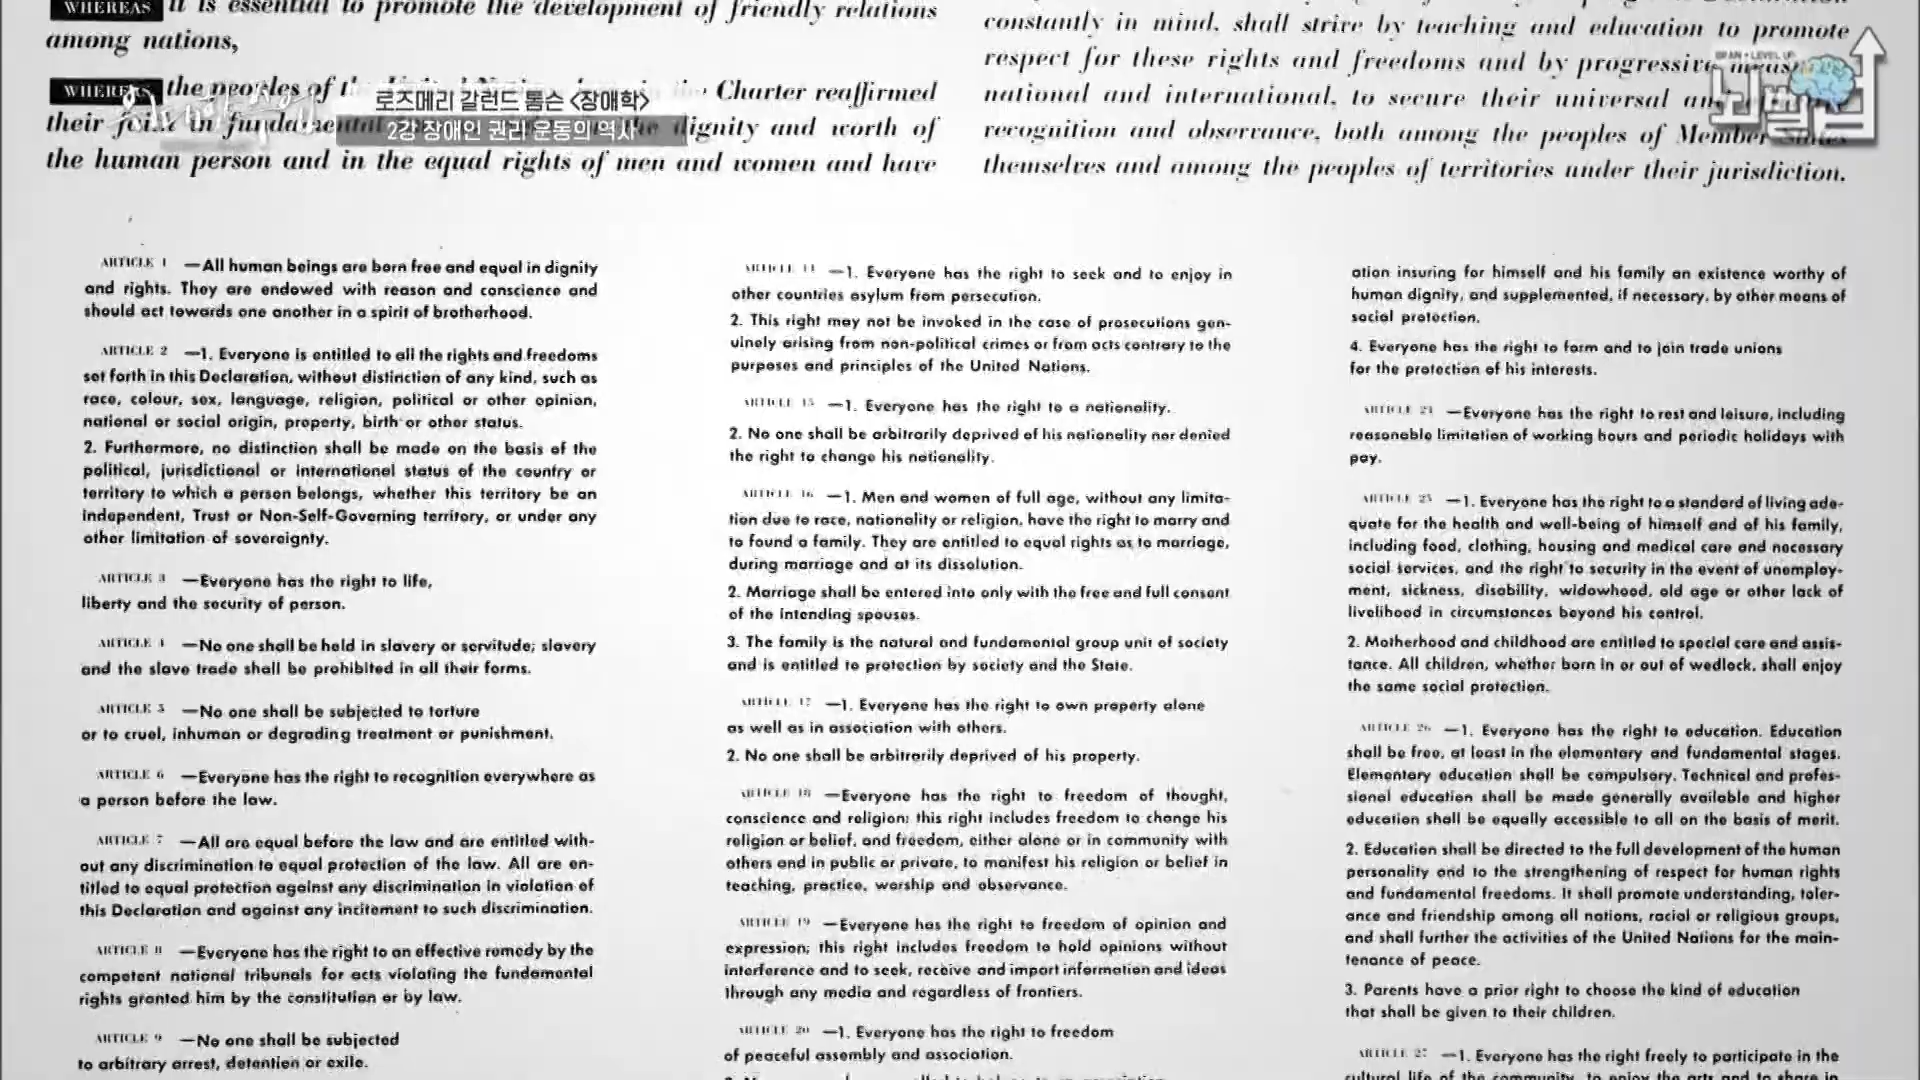 WHEREAS it is essential to promote the development of friendly relations
among nations,
WHEREAS the peoples of the Charter reaffirmed
their in dignity and worth of
the human person and in the equal rights of men and women and have
constantly in mind, shall strive by teaching and education to promote
respect for these rights and freedoms and by progressive
national and international, to secure their universal
recognition and observance, both among the peoples of Member States
themselves and among the peoples of territories under their jurisdiction.
로즈메리 갈런드 톰슨 <장애학>
2강 장애인 권리 운동의 역사
BRAIN • LEVEL UP
뇌벌업
ARTICLE 1 —All human beings are born free and equal in dignity
and rights. They are endowed with reason and conscience and
should act towards one another in a spirit of brotherhood.
ARTICLE 2 —1. Everyone is entitled to all the rights and freedoms
set forth in this Declaration, without distinction of any kind, such as
race, colour, sex, language, religion, political or other opinion,
national or social origin, property, birth or other status.
2. Furthermore, no distinction shall be made on the basis of the
political, jurisdictional or international status of the country or
territory to which a person belongs, whether this territory be an
independent, Trust or Non-Self-Governing territory, or under any
other limitation of sovereignty.
ARTICLE 3 —Everyone has the right to life,
liberty and the security of person.
ARTICLE 4 —No one shall be held in slavery or servitude; slavery
and the slave trade shall be prohibited in all their forms.
ARTICLE 5 —No one shall be subjected to torture
or to cruel, inhuman or degrading treatment or punishment.
ARTICLE 6 —Everyone has the right to recognition everywhere as
a person before the law.
ARTICLE 7 —All are equal before the law and are entitled with-
out any discrimination to equal protection of the law. All are en-
titled to equal protection against any discrimination in violation of
this Declaration and against any incitement to such discrimination.
ARTICLE 8 —Everyone has the right to an effective remedy by the
competent national tribunals for acts violating the fundamental
rights granted him by the constitution or by law.
ARTICLE 9 —No one shall be subjected
to arbitrary arrest, detention or exile.
ARTICLE 14 —1. Everyone has the right to seek and to enjoy in
other countries asylum from persecution.
2. This right may not be invoked in the case of prosecutions gen-
uinely arising from non-political crimes or from acts contrary to the
purposes and principles of the United Nations.
ARTICLE 15 —1. Everyone has the right to a nationality.
2. No one shall be arbitrarily deprived of his nationality nor denied
the right to change his nationality.
ARTICLE 16 —1. Men and women of full age, without any limita-
tion due to race, nationality or religion, have the right to marry and
to found a family. They are entitled to equal rights as to marriage,
during marriage and at its dissolution.
2. Marriage shall be entered into only with the free and full consent
of the intending spouses.
3. The family is the natural and fundamental group unit of society
and is entitled to protection by society and the State.
ARTICLE 17 —1. Everyone has the right to own property alone
as well as in association with others.
2. No one shall be arbitrarily deprived of his property.
ARTICLE 18 —Everyone has the right to freedom of thought,
conscience and religion; this right includes freedom to change his
religion or belief, and freedom, either alone or in community with
others and in public or private, to manifest his religion or belief in
teaching, practice, worship and observance.
ARTICLE 19 —Everyone has the right to freedom of opinion and
expression; this right includes freedom to hold opinions without
interference and to seek, receive and impart information and ideas
through any media and regardless of frontiers.
ARTICLE 20 —1. Everyone has the right to freedom
of peaceful assembly and association.
ation insuring for himself and his family an existence worthy of
human dignity, and supplemented, if necessary, by other means of
social protection.
4. Everyone has the right to form and to join trade unions
for the protection of his interests.
ARTICLE 24 —Everyone has the right to rest and leisure, including
reasonable limitation of working hours and periodic holidays with
pay.
ARTICLE 25 —1. Everyone has the right to a standard of living ade-
quate for the health and well-being of himself and of his family,
including food, clothing, housing and medical care and necessary
social services, and the right to security in the event of unemploy-
ment, sickness, disability, widowhood, old age or other lack of
livelihood in circumstances beyond his control.
2. Motherhood and childhood are entitled to special care and assis-
tance. All children, whether born in or out of wedlock, shall enjoy
the same social protection.
ARTICLE 26 —1. Everyone has the right to education. Education
shall be free, at least in the elementary and fundamental stages.
Elementary education shall be compulsory. Technical and profes-
sional education shall be made generally available and higher
education shall be equally accessible to all on the basis of merit.
2. Education shall be directed to the full development of the human
personality and to the strengthening of respect for human rights
and fundamental freedoms. It shall promote understanding, toler-
ance and friendship among all nations, racial or religious groups,
and shall further the activities of the United Nations for the main-
tenance of peace.
3. Parents have a prior right to choose the kind of education
that shall be given to their children.
ARTICLE 27 —1. Everyone has the right freely to participate in the
cultural life of the community, to enjoy the arts and to share in